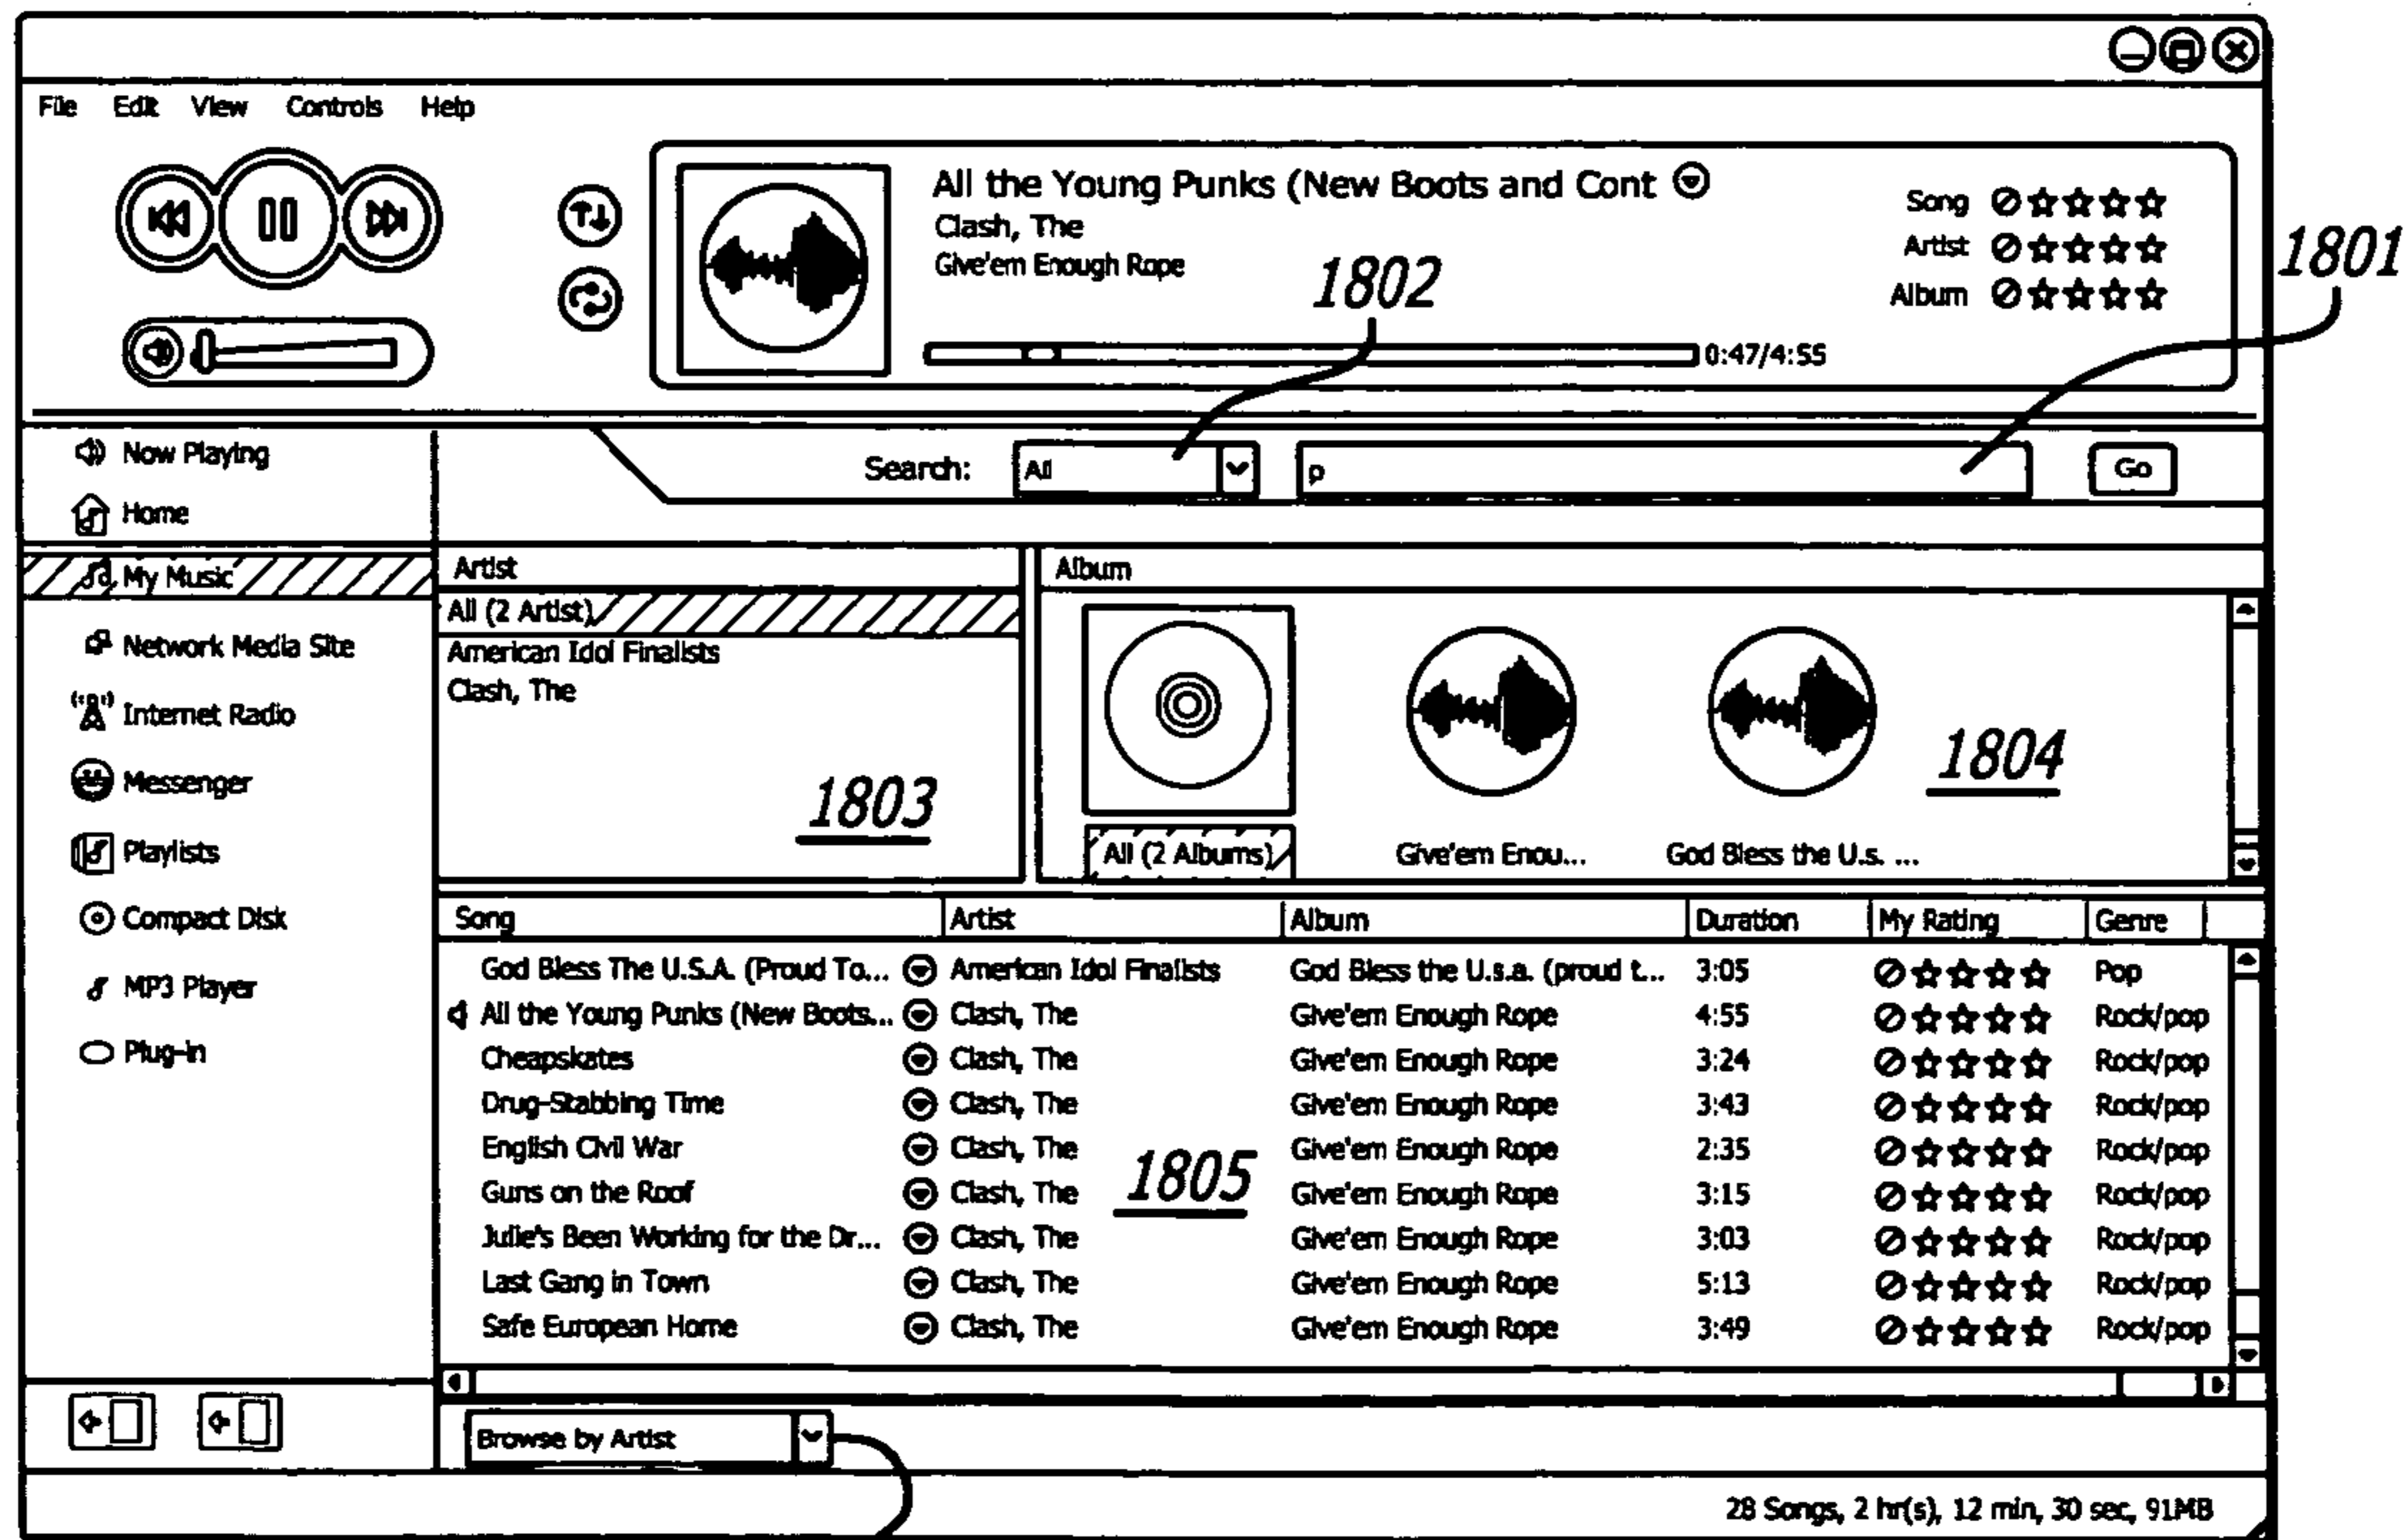 File Edit View Controls Help
All the Young Punks (New Boots and Cont
Clash, The
Give'em Enough Rope
0:47/4:55
Song
Artist
Album
1801
1802
Now Playing
Home
My Music
Network Media Site
Internet Radio
Messenger
Playlists
Compact Disk
MP3 Player
Plug-in
Search: All p Go
Artist
All (2 Artist)
American Idol Finalists
Clash, The
1803
Album
1804
All (2 Albums) Give'em Enou... God Bless the U.s. ...
Song Artist Album Duration My Rating Genre
God Bless The U.S.A. (Proud To... American Idol Finalists God Bless the U.s.a. (proud t... 3:05 Pop
All the Young Punks (New Boots... Clash, The Give'em Enough Rope 4:55 Rock/pop
Cheapskates Clash, The Give'em Enough Rope 3:24 Rock/pop
Drug-Stabbing Time Clash, The Give'em Enough Rope 3:43 Rock/pop
English Civil War Clash, The Give'em Enough Rope 2:35 Rock/pop
Guns on the Roof Clash, The Give'em Enough Rope 3:15 Rock/pop
Julie's Been Working for the Dr... Clash, The Give'em Enough Rope 3:03 Rock/pop
Last Gang in Town Clash, The Give'em Enough Rope 5:13 Rock/pop
Safe European Home Clash, The Give'em Enough Rope 3:49 Rock/pop
1805
Browse by Artist
28 Songs, 2 hr(s), 12 min, 30 sec, 91MB